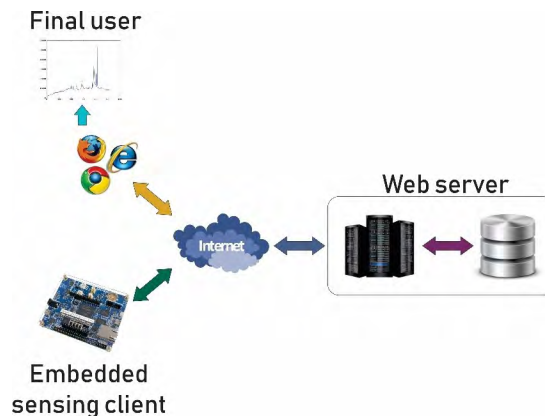 Final user
Web server
Internet
Embedded
sensing client